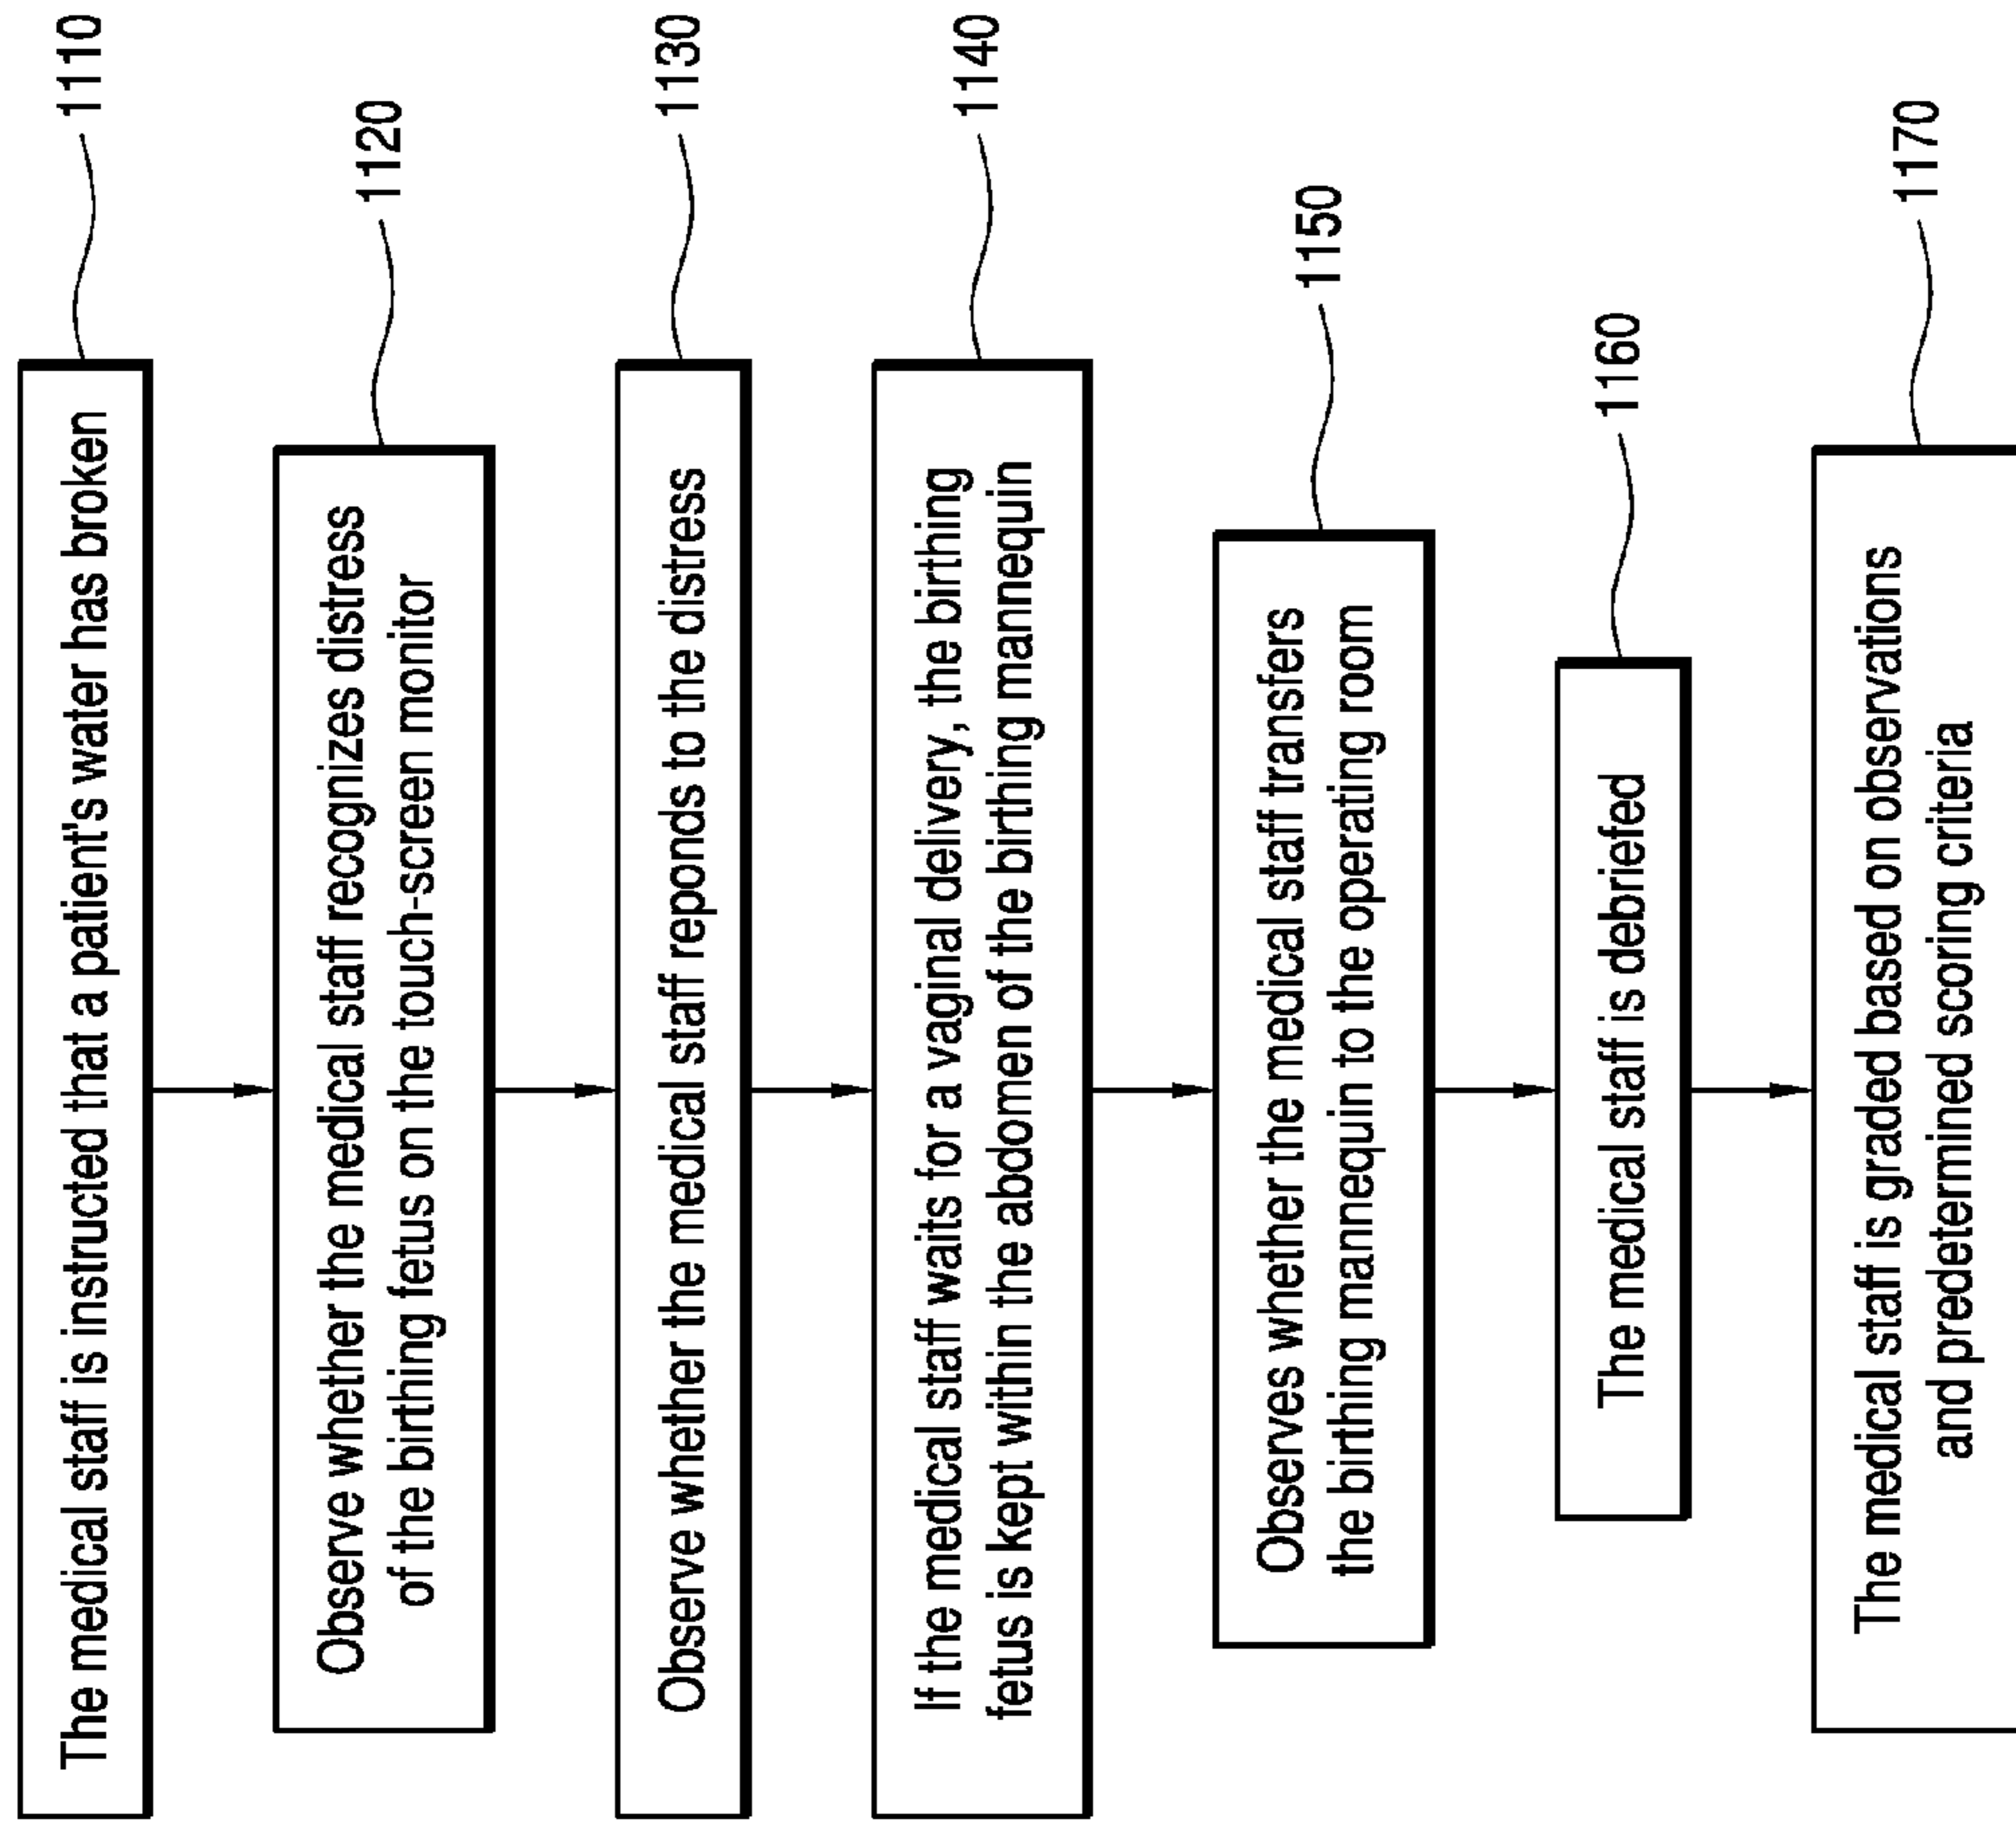 The medical staff is instructed that a patient's water has broken
1110
Observe whether the medical staff recognizes distress
of the birthing fetus on the touch-screen monitor
1120
Observe whether the medical staff reponds to the distress
1130
If the medical staff waits for a vaginal delivery, the birthing
fetus is kept within the abdomen of the birthing mannequin
1140
Observes whether the medical staff transfers
the birthing mannequin to the operating room
1150
The medical staff is debriefed
1160
The medical staff is graded based on observations
and predetermined scoring criteria
1170